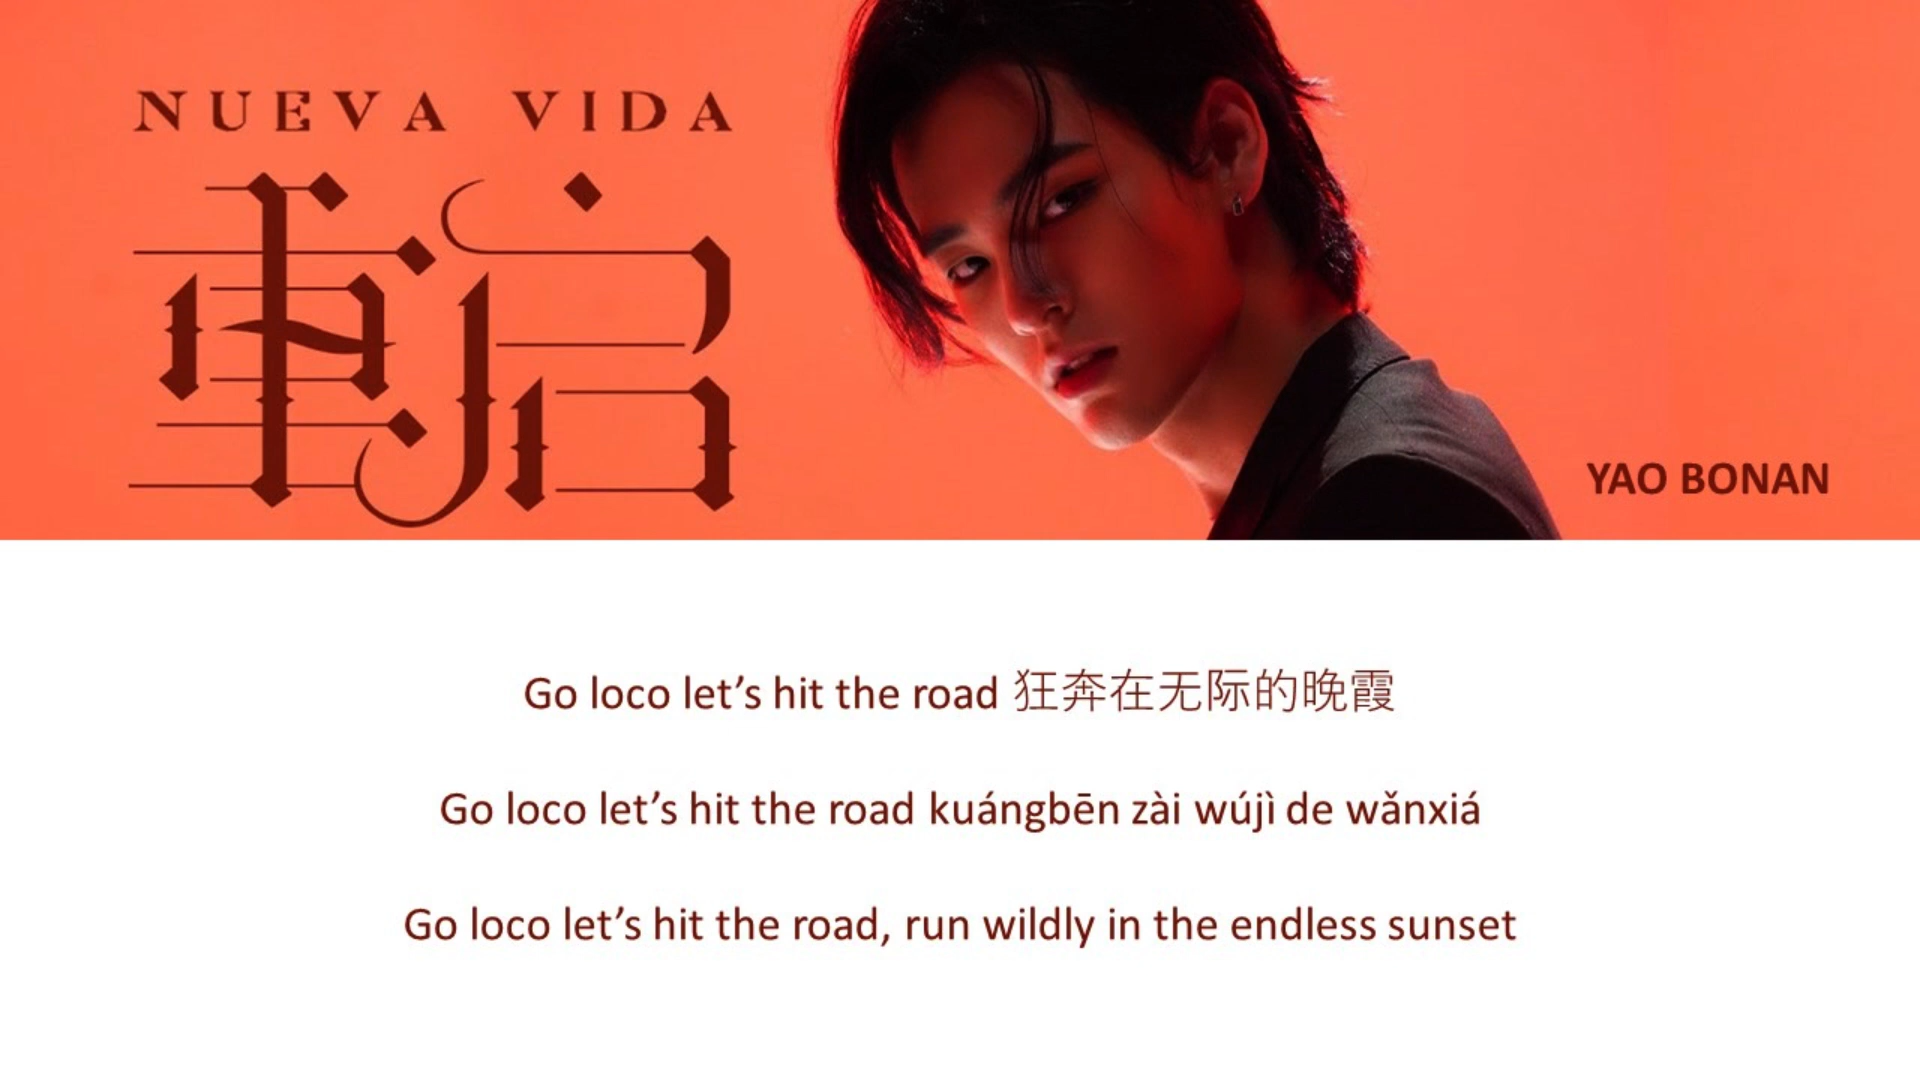 NUEVA VIDA
重启
YAO BONAN
Go loco let’s hit the road 狂奔在无际的晚霞
Go loco let’s hit the road kuángbēn zài wújì de wǎnxiá
Go loco let’s hit the road, run wildly in the endless sunset